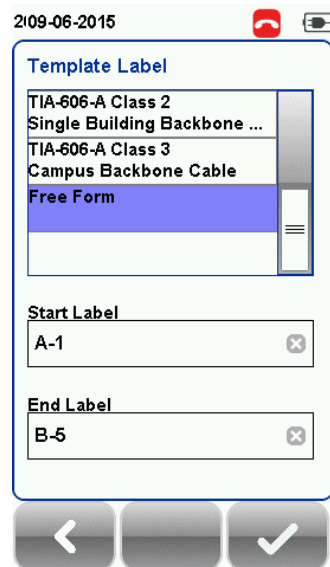 2(09-06-2015
Template Label
TIA-606-A Class 2
Single Building Backbone ...
TIA-606-A Class 3
Campus Backbone Cable
Free Form
Start Label
A-1
End Label
B-5